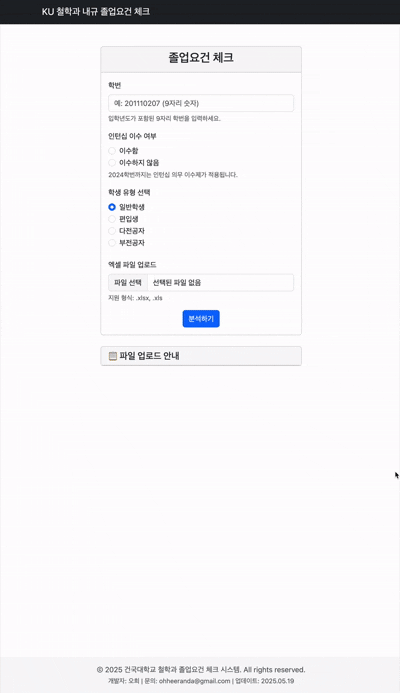 KU 철학과 내규 졸업요건 체크
졸업요건 체크
학번
예: 201110207 (9자리 숫자)
입학년도가 포함된 9자리 학번을 입력하세요.
인턴십 이수 여부
이수함
이수하지 않음
2024학번까지는 인턴십 의무 이수제가 적용됩니다.
학생 유형 선택
일반학생
편입생
다전공자
부전공자
엑셀 파일 업로드
파일 선택 선택된 파일 없음
지원 형식: .xlsx, .xls
분석하기
파일 업로드 안내
© 2025 건국대학교 철학과 졸업요건 체크 시스템. All rights reserved.
개발자: 오희 | 문의: ohheeranda@gmail.com | 업데이트: 2025.05.19